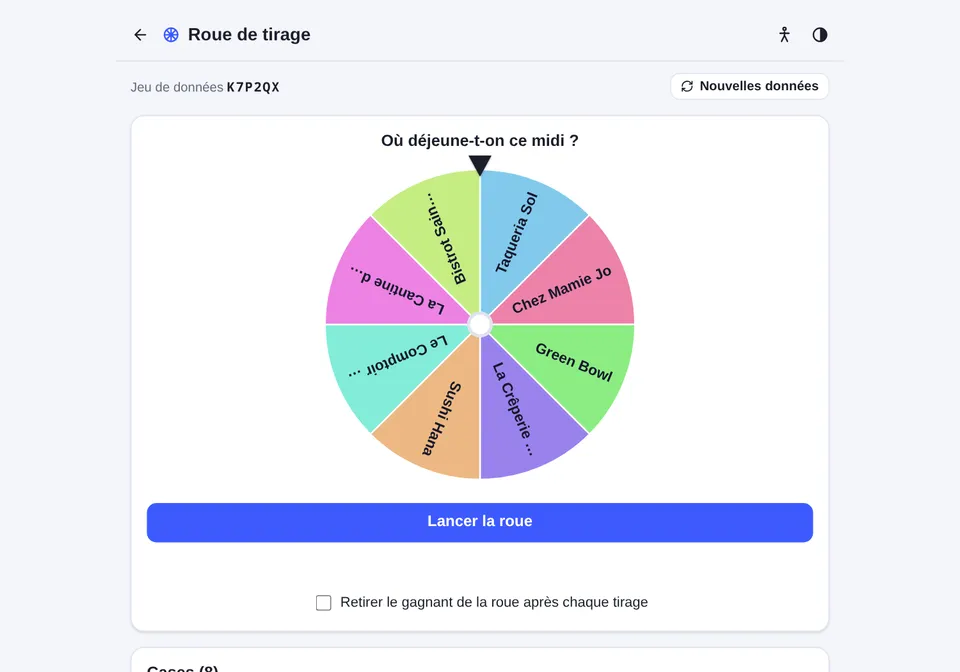 Roue de tirage
Jeu de données K7P2QX
Nouvelles données
Où déjeune-t-on ce midi ?
Taqueria Sol
Chez Mamie Jo
Green Bowl
La Crêperie …
Sushi Hana
Le Comptoir …
La Cantine d…
Bistrot Sain…
Lancer la roue
Retirer le gagnant de la roue après chaque tirage
Cases (8)